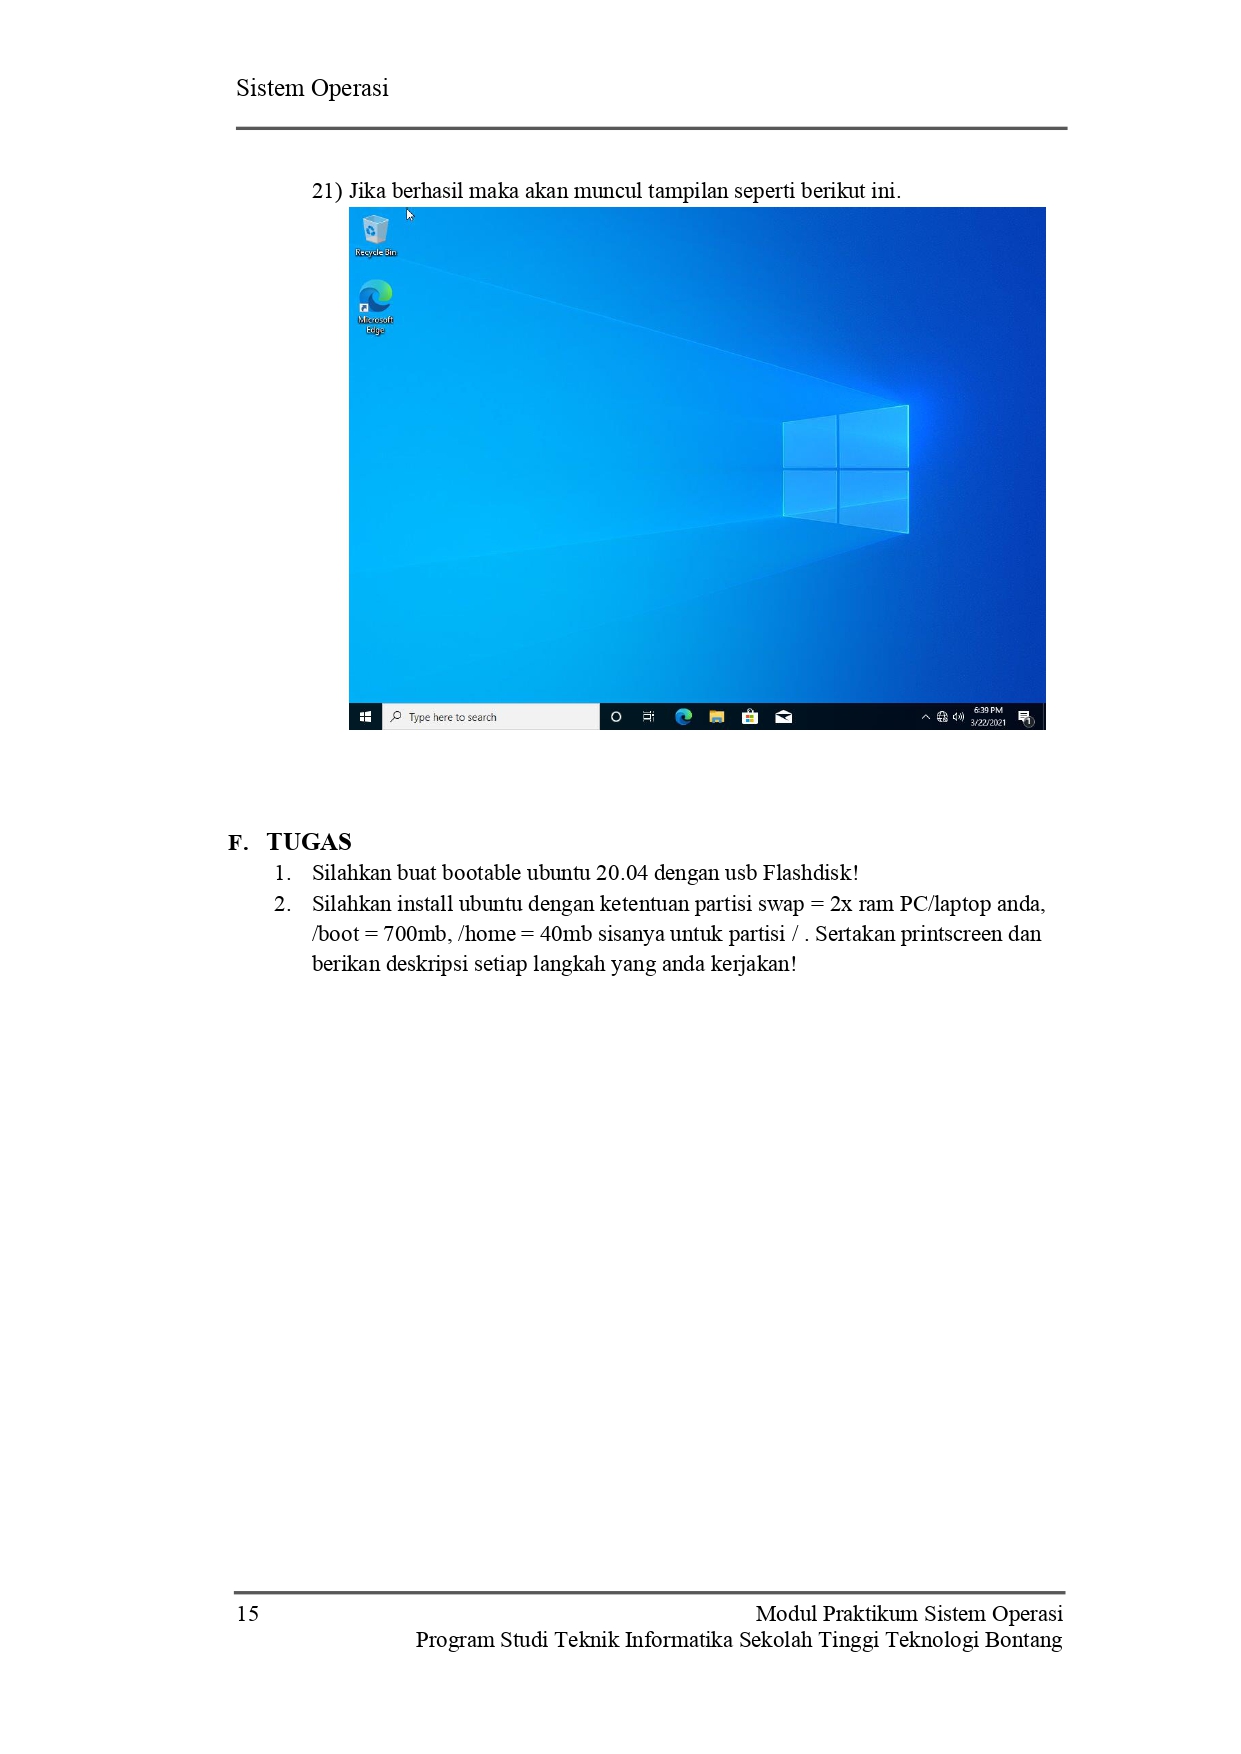 Sistem Operasi
21) Jika berhasil maka akan muncul tampilan seperti berikut ini.
Recycle Bin
Microsoft
Edge
Type here to search
6:39 PM
3/22/2021
1
F. TUGAS
1. Silahkan buat bootable ubuntu 20.04 dengan usb Flashdisk!
2. Silahkan install ubuntu dengan ketentuan partisi swap = 2x ram PC/laptop anda,
/boot = 700mb, /home = 40mb sisanya untuk partisi / . Sertakan printscreen dan
berikan deskripsi setiap langkah yang anda kerjakan!
15 Modul Praktikum Sistem Operasi
Program Studi Teknik Informatika Sekolah Tinggi Teknologi Bontang